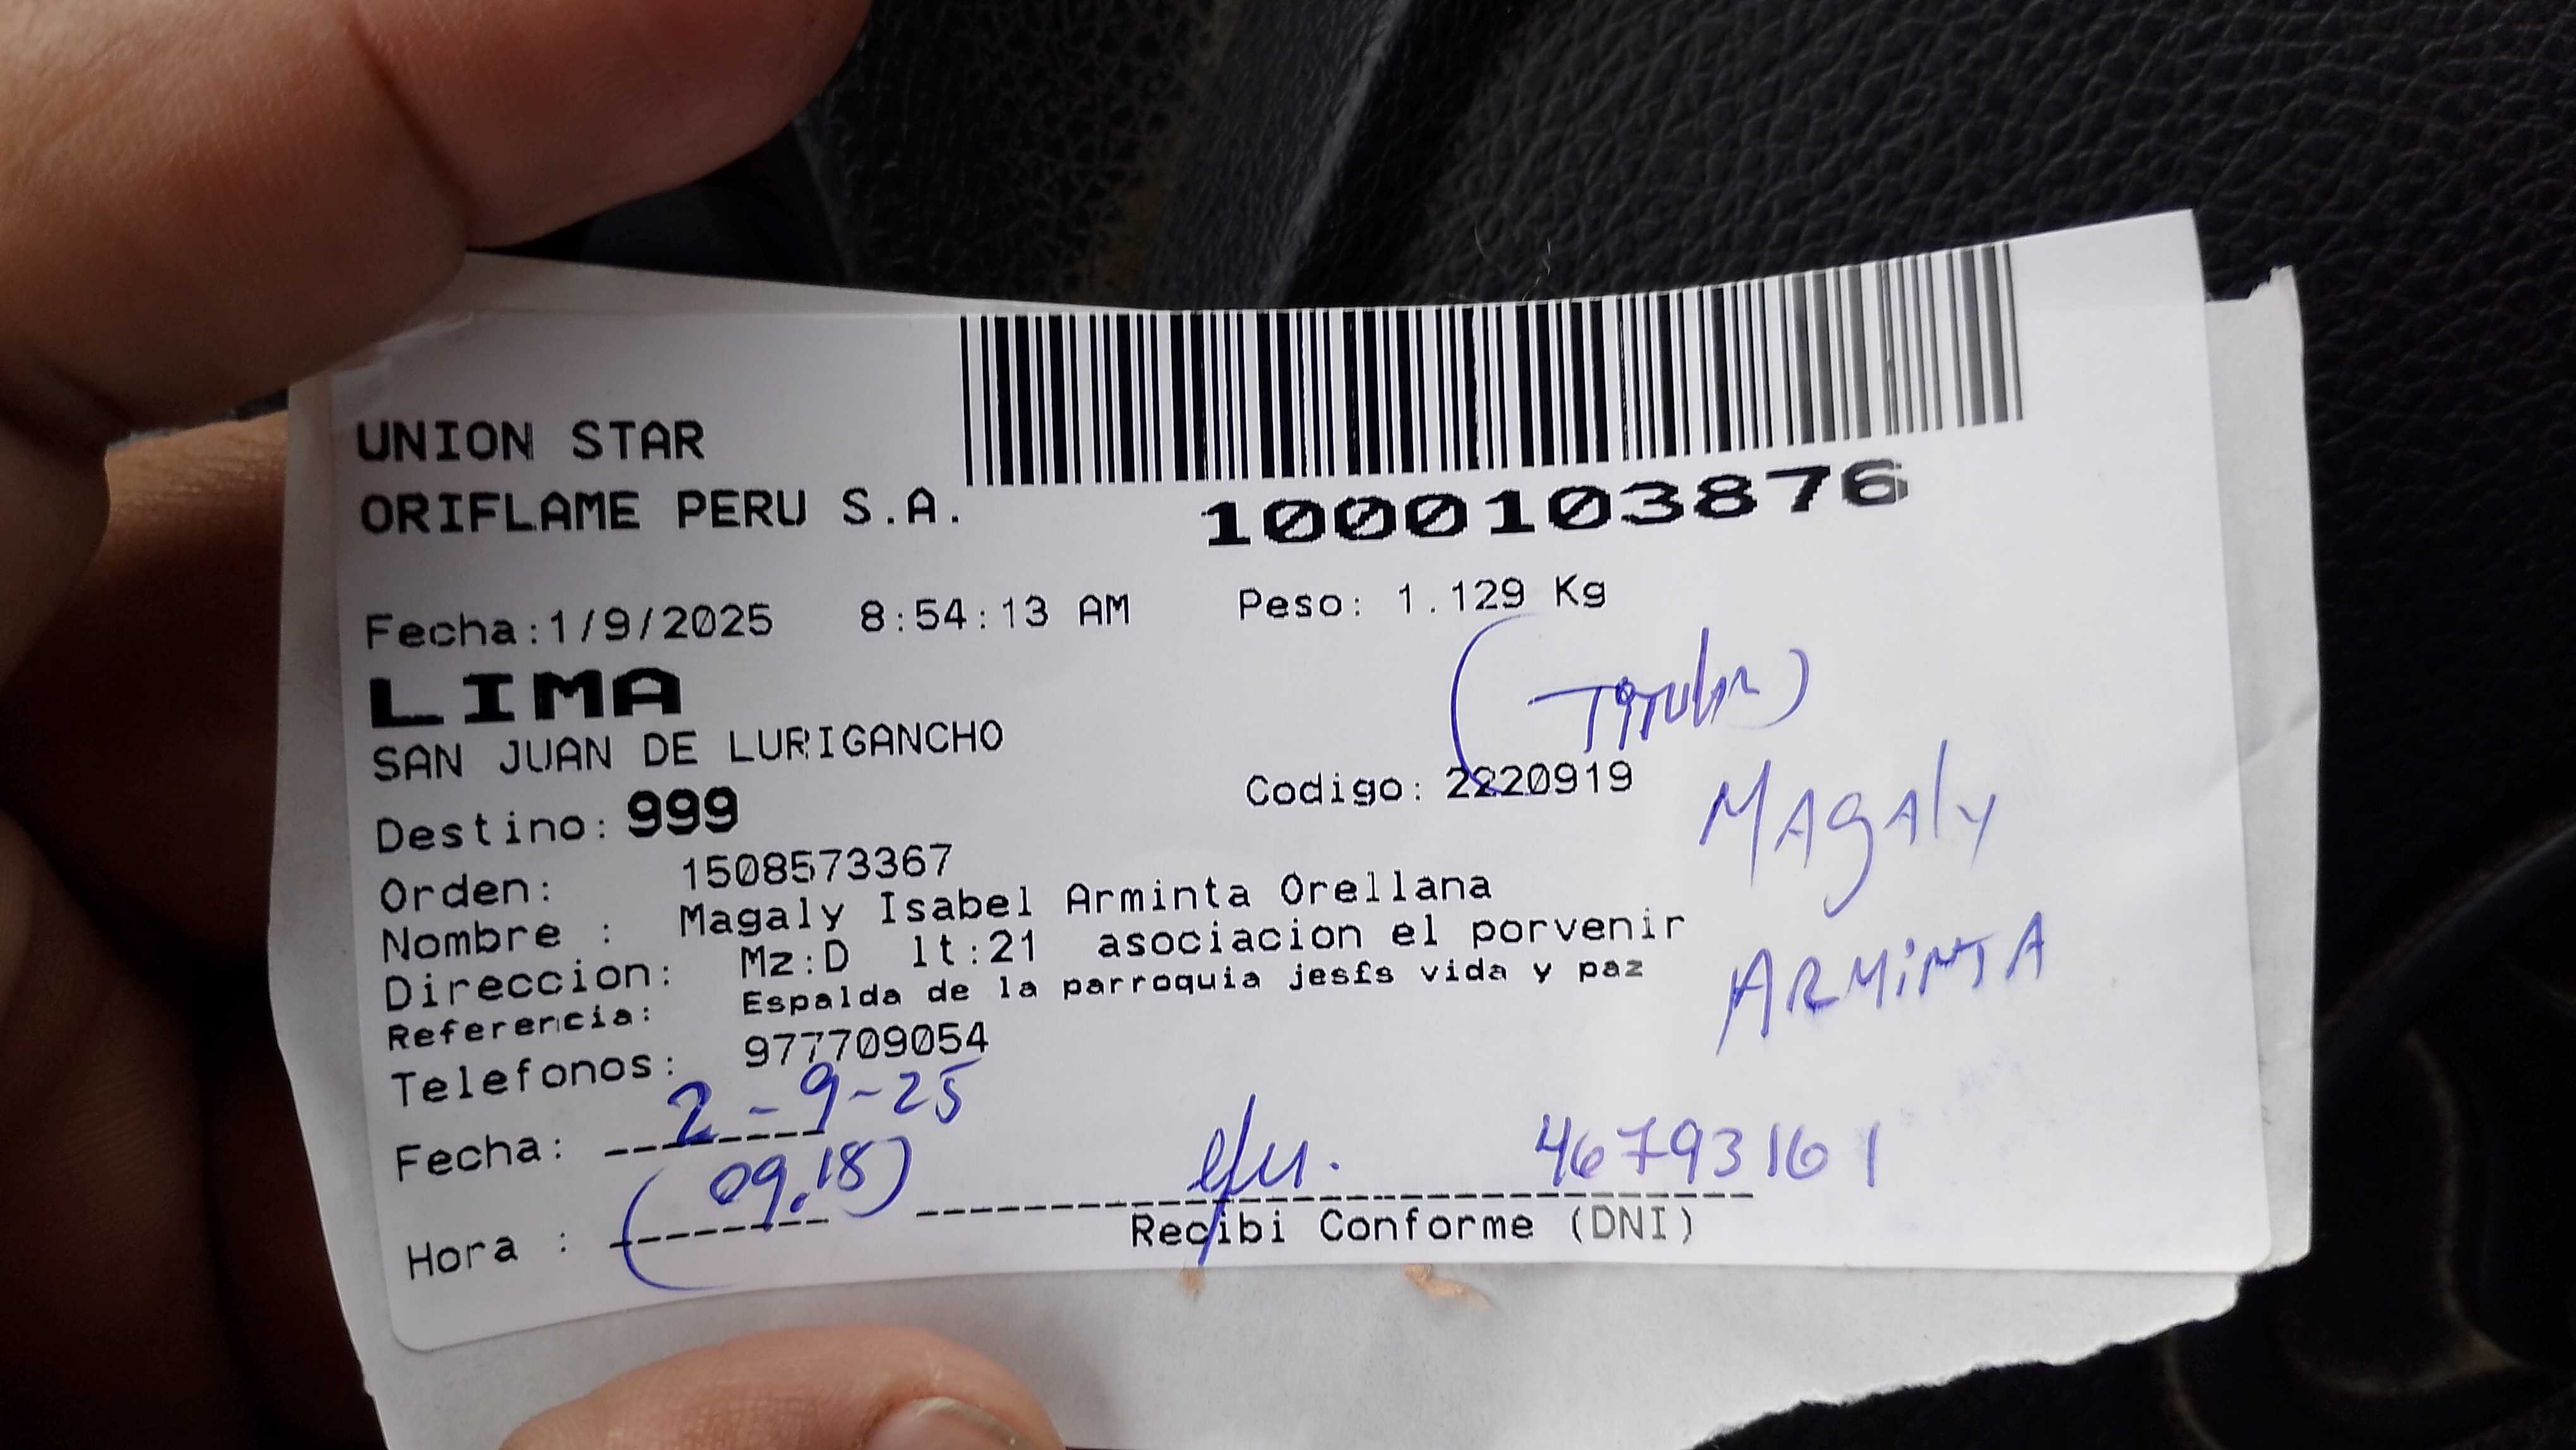 UNION STAR
ORIFLAME PERU S.A.
1000103876
Fecha:1/9/2025 8:54:13 AM Peso: 1.129 Kg
LIMA
(Titular)
SAN JUAN DE LURIGANCHO
Codigo: 2220919
Magaly
Destino: 999
Orden: 1508573367
Nombre : Magaly Isabel Arminta Orellana
ARMiNTA
Direccion: Mz:D lt:21 asociacion el porvenir
Referencia: Espalda de la parroquia jes£s vida y paz
Telefonos: 977709054
Fecha: 2-9-25
Hora : (09.18)
46793161
Recibi Conforme (DNI)